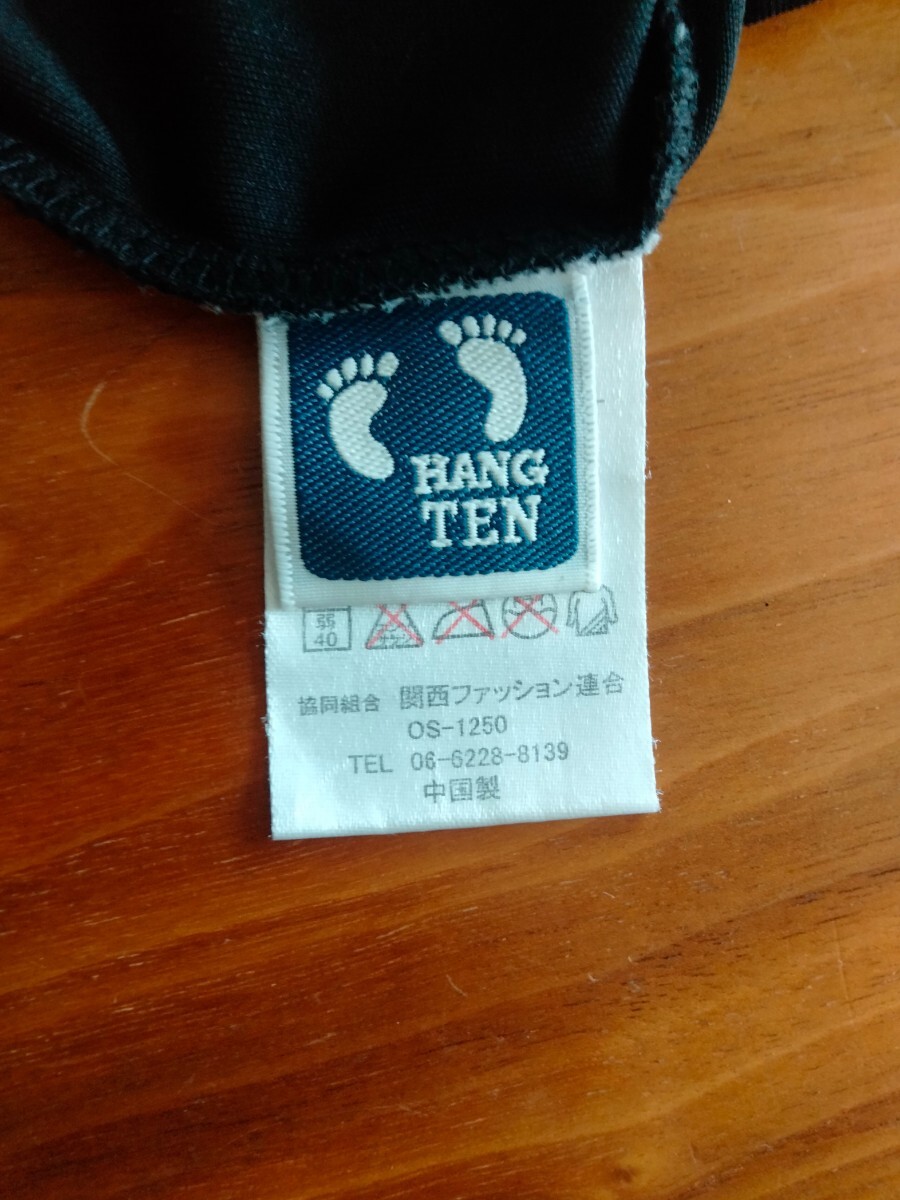 HANG
TEN
弱
40
協同組合 関西ファッション連合
OS-1250
TEL 06-6228-8139
中国製